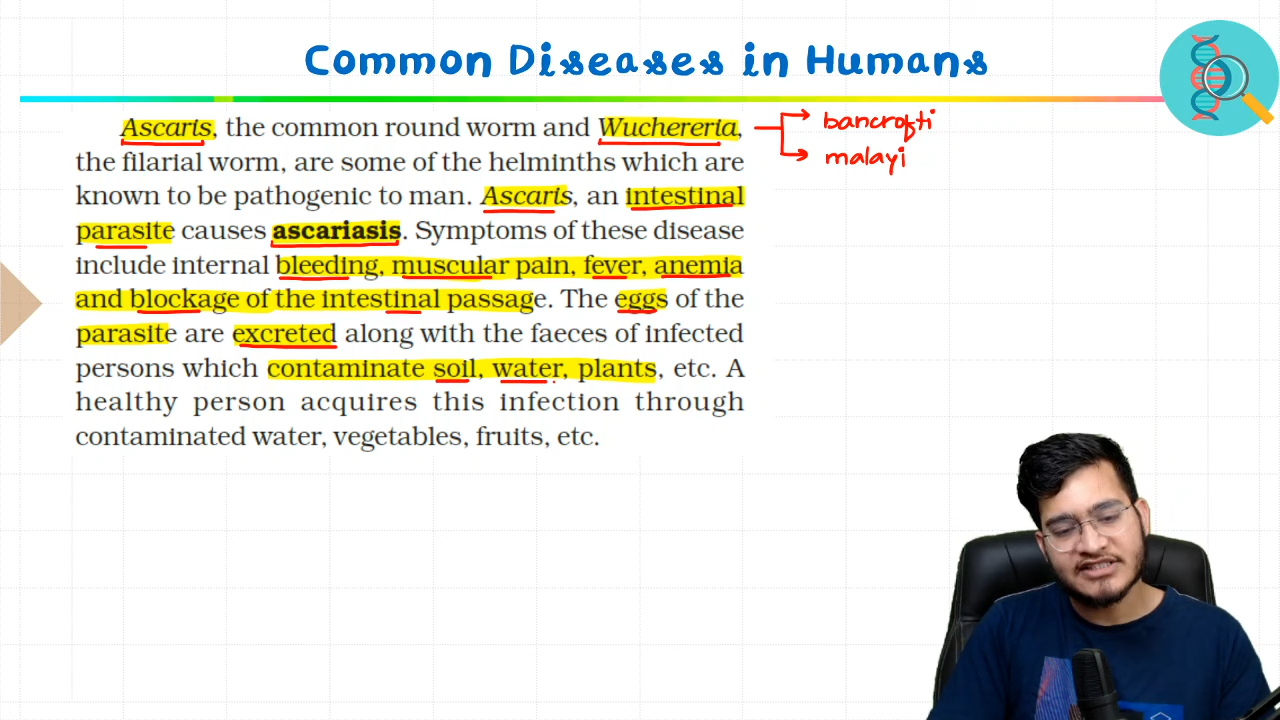 Common Diseases in Humans
Ascaris, the common round worm and Wuchereria,
bancrofti
malayi
the filarial worm, are some of the helminths which are
known to be pathogenic to man. Ascaris, an intestinal
parasite causes ascariasis. Symptoms of these disease
include internal bleeding, muscular pain, fever, anemia
and blockage of the intestinal passage. The eggs of the
parasite are excreted along with the faeces of infected
persons which contaminate soil, water, plants, etc. A
healthy person acquires this infection through
contaminated water, vegetables, fruits, etc.